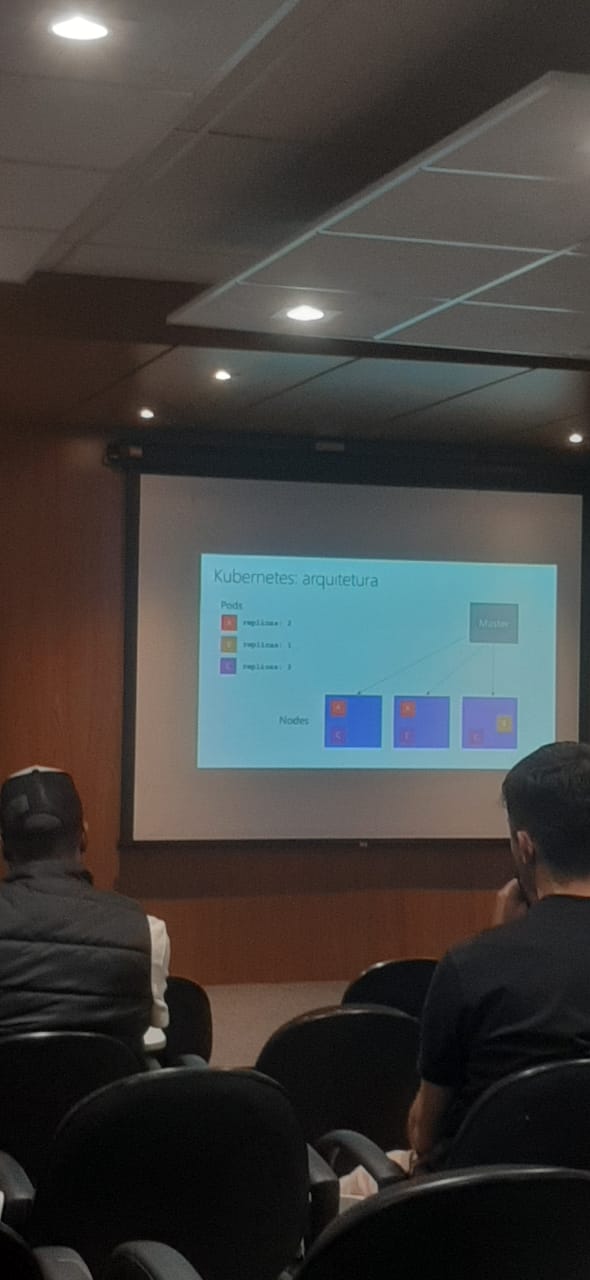 Kubernetes: arquitetura
Pods
A replicas: 2
B replicas: 1
C replicas: 3
Master
Nodes
A
A
B
C
C
C